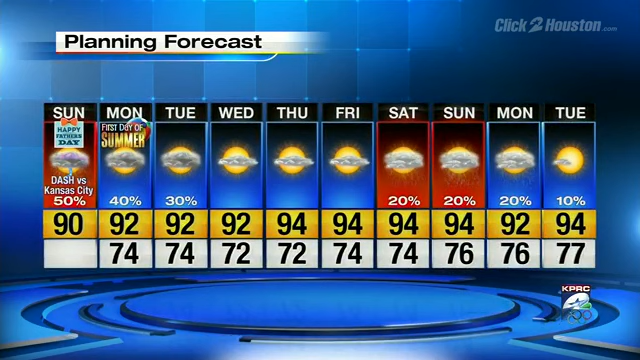 Click2Houston.com
Planning Forecast
SUN MON TUE WED THU FRI SAT SUN MON TUE
HAPPY
FATHERS
DAY
FIRST DAY OF
SUMMER
DASH vs
Kansas City
50% 40% 30% 20% 20% 20% 10%
90 92 92 92 94 94 94 94 92 94
74 74 72 72 74 74 76 76 77
KPRC
2